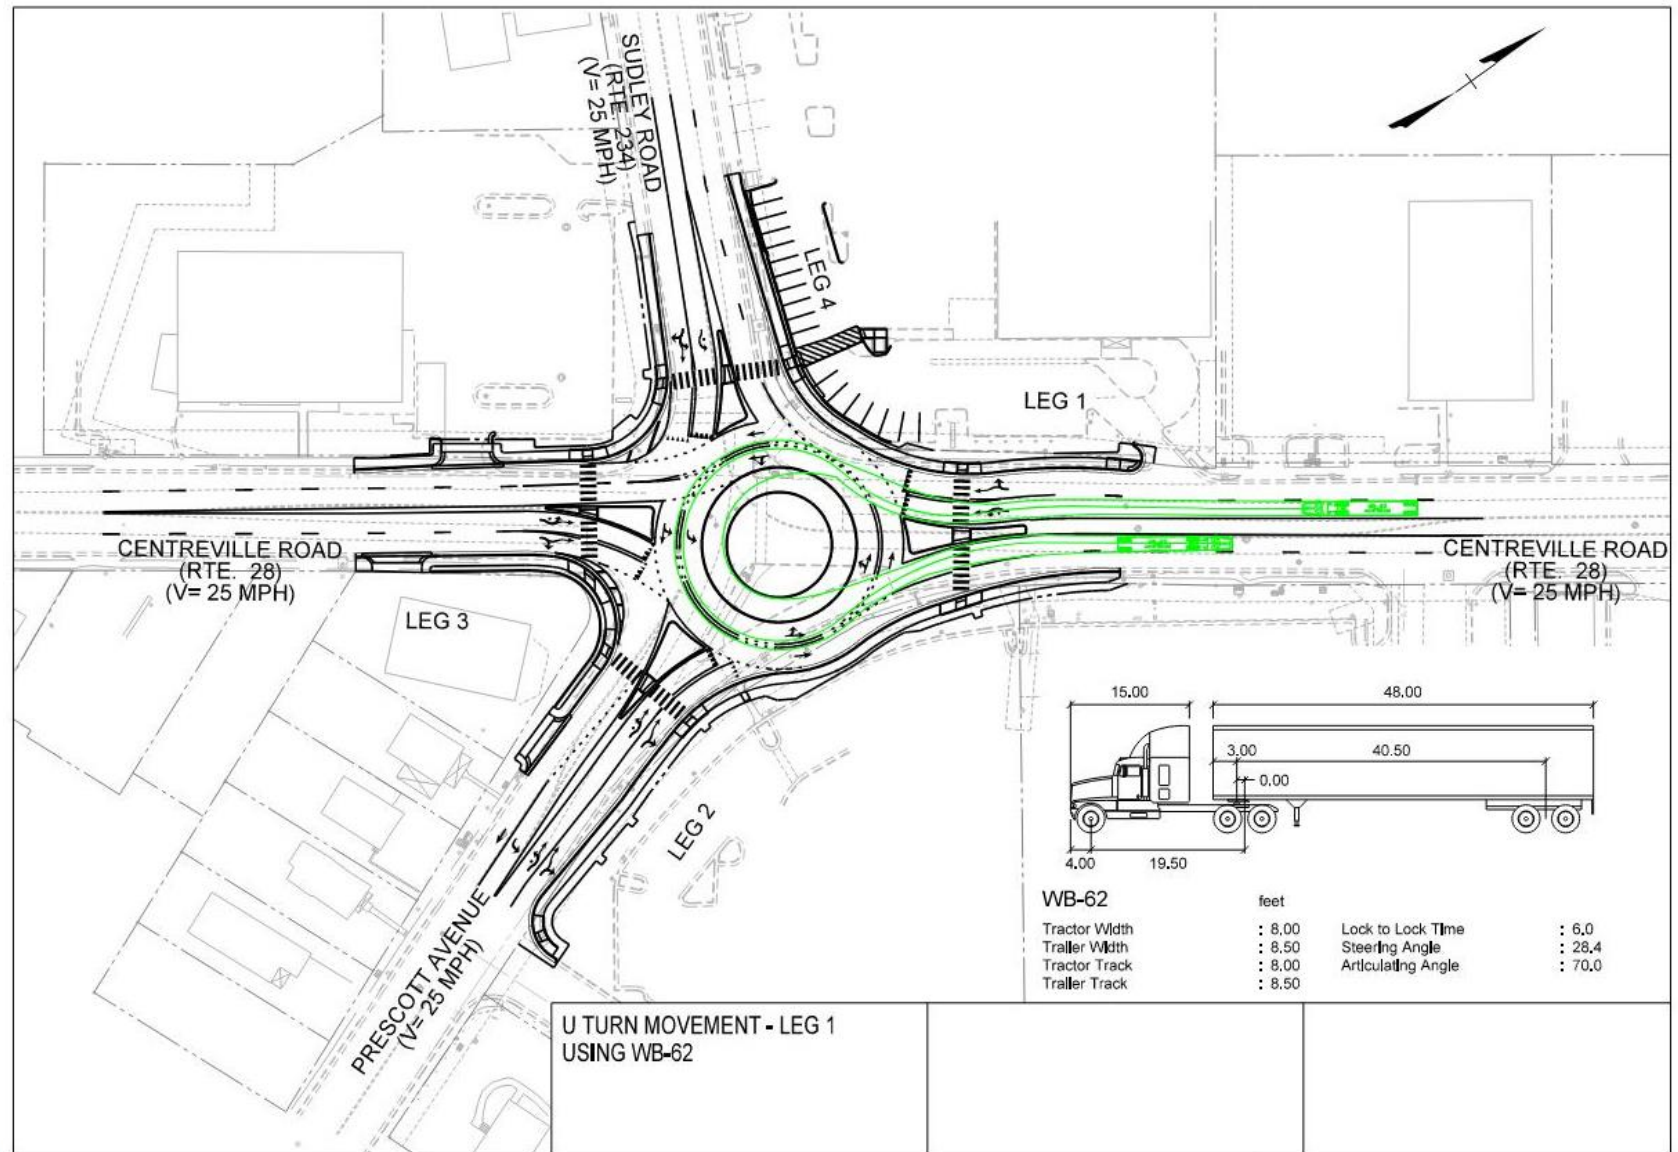 SUDLEY ROAD
(RTE. 234)
(V= 25 MPH)
LEG 4
LEG 1
CENTREVILLE ROAD
(RTE. 28)
(V= 25 MPH)
CENTREVILLE ROAD
(RTE. 28)
(V= 25 MPH)
LEG 3
LEG 2
PRESCOTT AVENUE
(V= 25 MPH)
15.00
48.00
3.00
40.50
0.00
4.00
19.50
WB-62 feet
Tractor Width : 8.00 Lock to Lock Time : 6.0
Trailer Width : 8.50 Steering Angle : 28.4
Tractor Track : 8.00 Articulating Angle : 70.0
Trailer Track : 8.50
U TURN MOVEMENT - LEG 1
USING WB-62